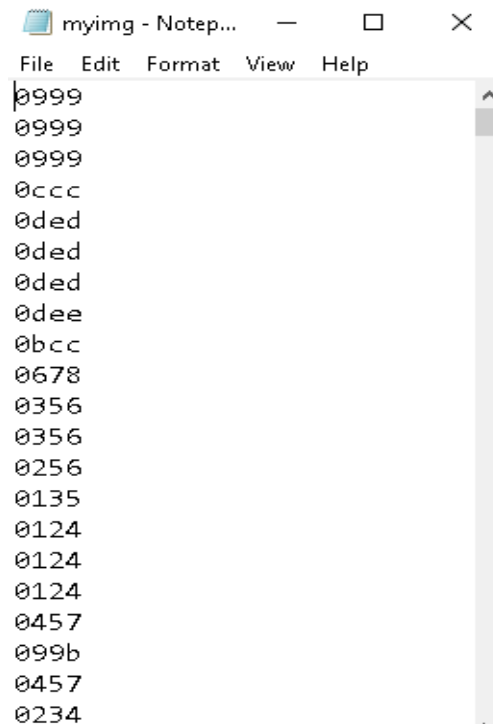 myimg - Notep...
File Edit Format View Help
0999
0999
0999
0ccc
0ded
0ded
0ded
0dee
0bcc
0678
0356
0356
0256
0135
0124
0124
0124
0457
099b
0457
0234